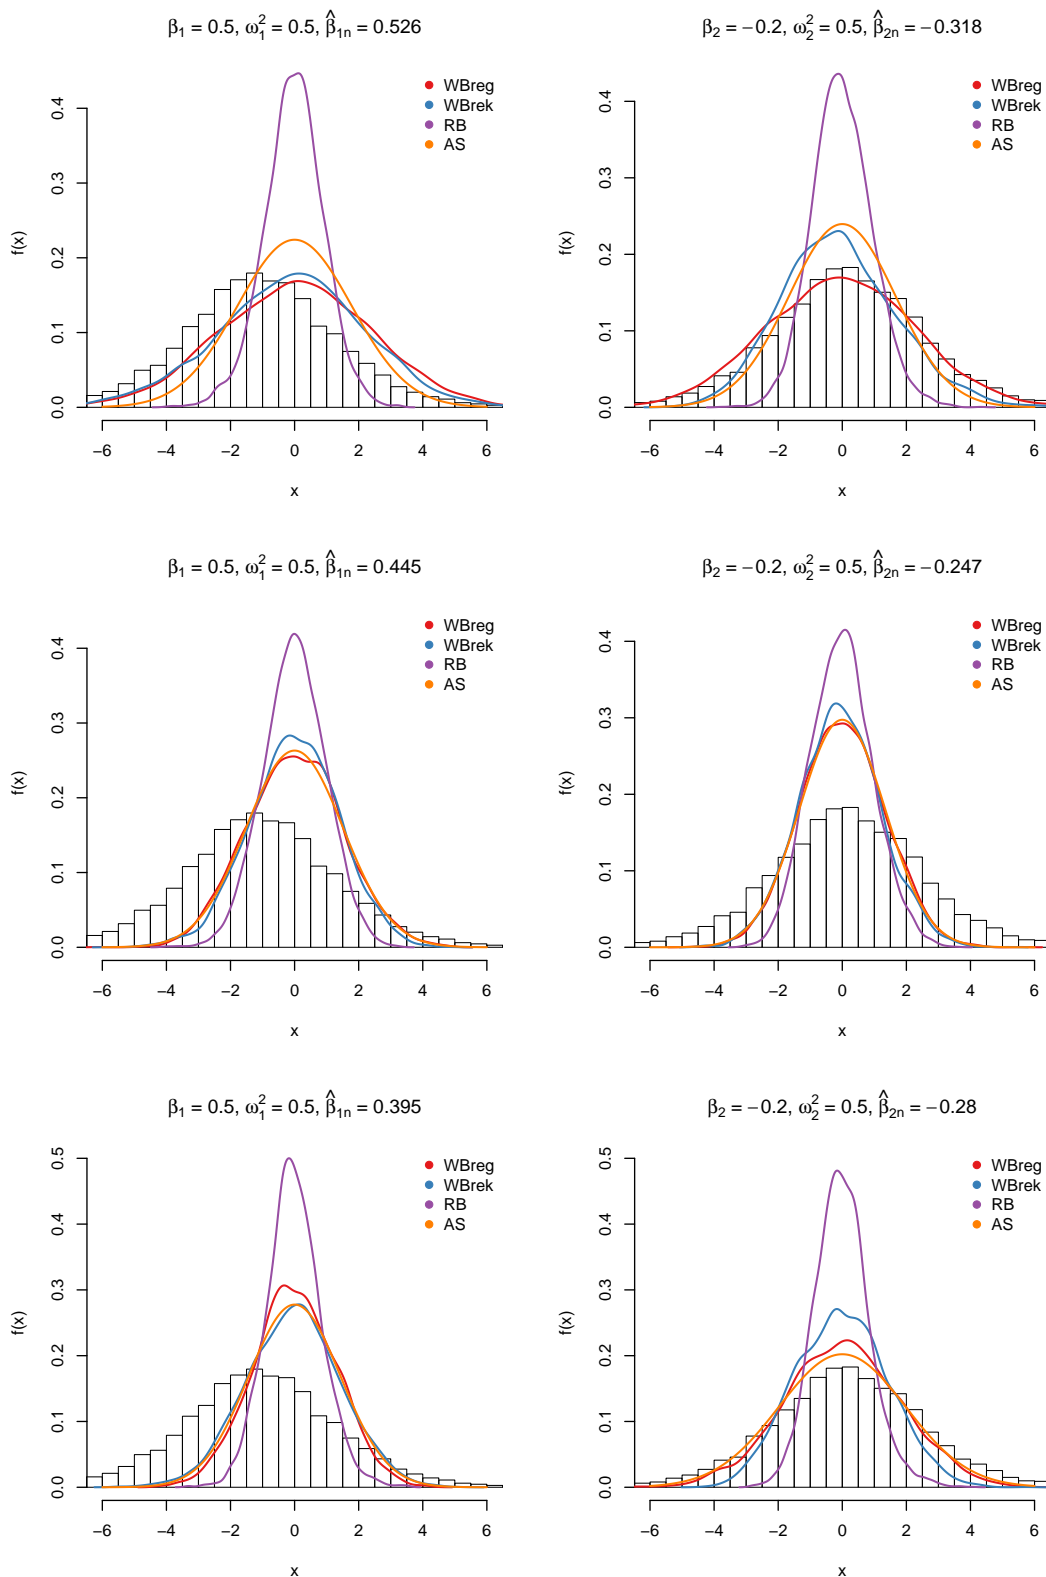 β₁ = 0.5, ω₁² = 0.5, β̂₁ₙ = 0.526
WBreg
WBrek
RB
AS
f(x)
0.0 0.1 0.2 0.3 0.4
−6 −4 −2 0 2 4 6
x
β₂ = −0.2, ω₂² = 0.5, β̂₂ₙ = −0.318
WBreg
WBrek
RB
AS
f(x)
0.0 0.1 0.2 0.3 0.4
−6 −4 −2 0 2 4 6
x
β₁ = 0.5, ω₁² = 0.5, β̂₁ₙ = 0.445
WBreg
WBrek
RB
AS
f(x)
0.0 0.1 0.2 0.3 0.4
−6 −4 −2 0 2 4 6
x
β₂ = −0.2, ω₂² = 0.5, β̂₂ₙ = −0.247
WBreg
WBrek
RB
AS
f(x)
0.0 0.1 0.2 0.3 0.4
−6 −4 −2 0 2 4 6
x
β₁ = 0.5, ω₁² = 0.5, β̂₁ₙ = 0.395
WBreg
WBrek
RB
AS
f(x)
0.0 0.1 0.2 0.3 0.4 0.5
−6 −4 −2 0 2 4 6
x
β₂ = −0.2, ω₂² = 0.5, β̂₂ₙ = −0.28
WBreg
WBrek
RB
AS
f(x)
0.0 0.1 0.2 0.3 0.4 0.5
−6 −4 −2 0 2 4 6
x